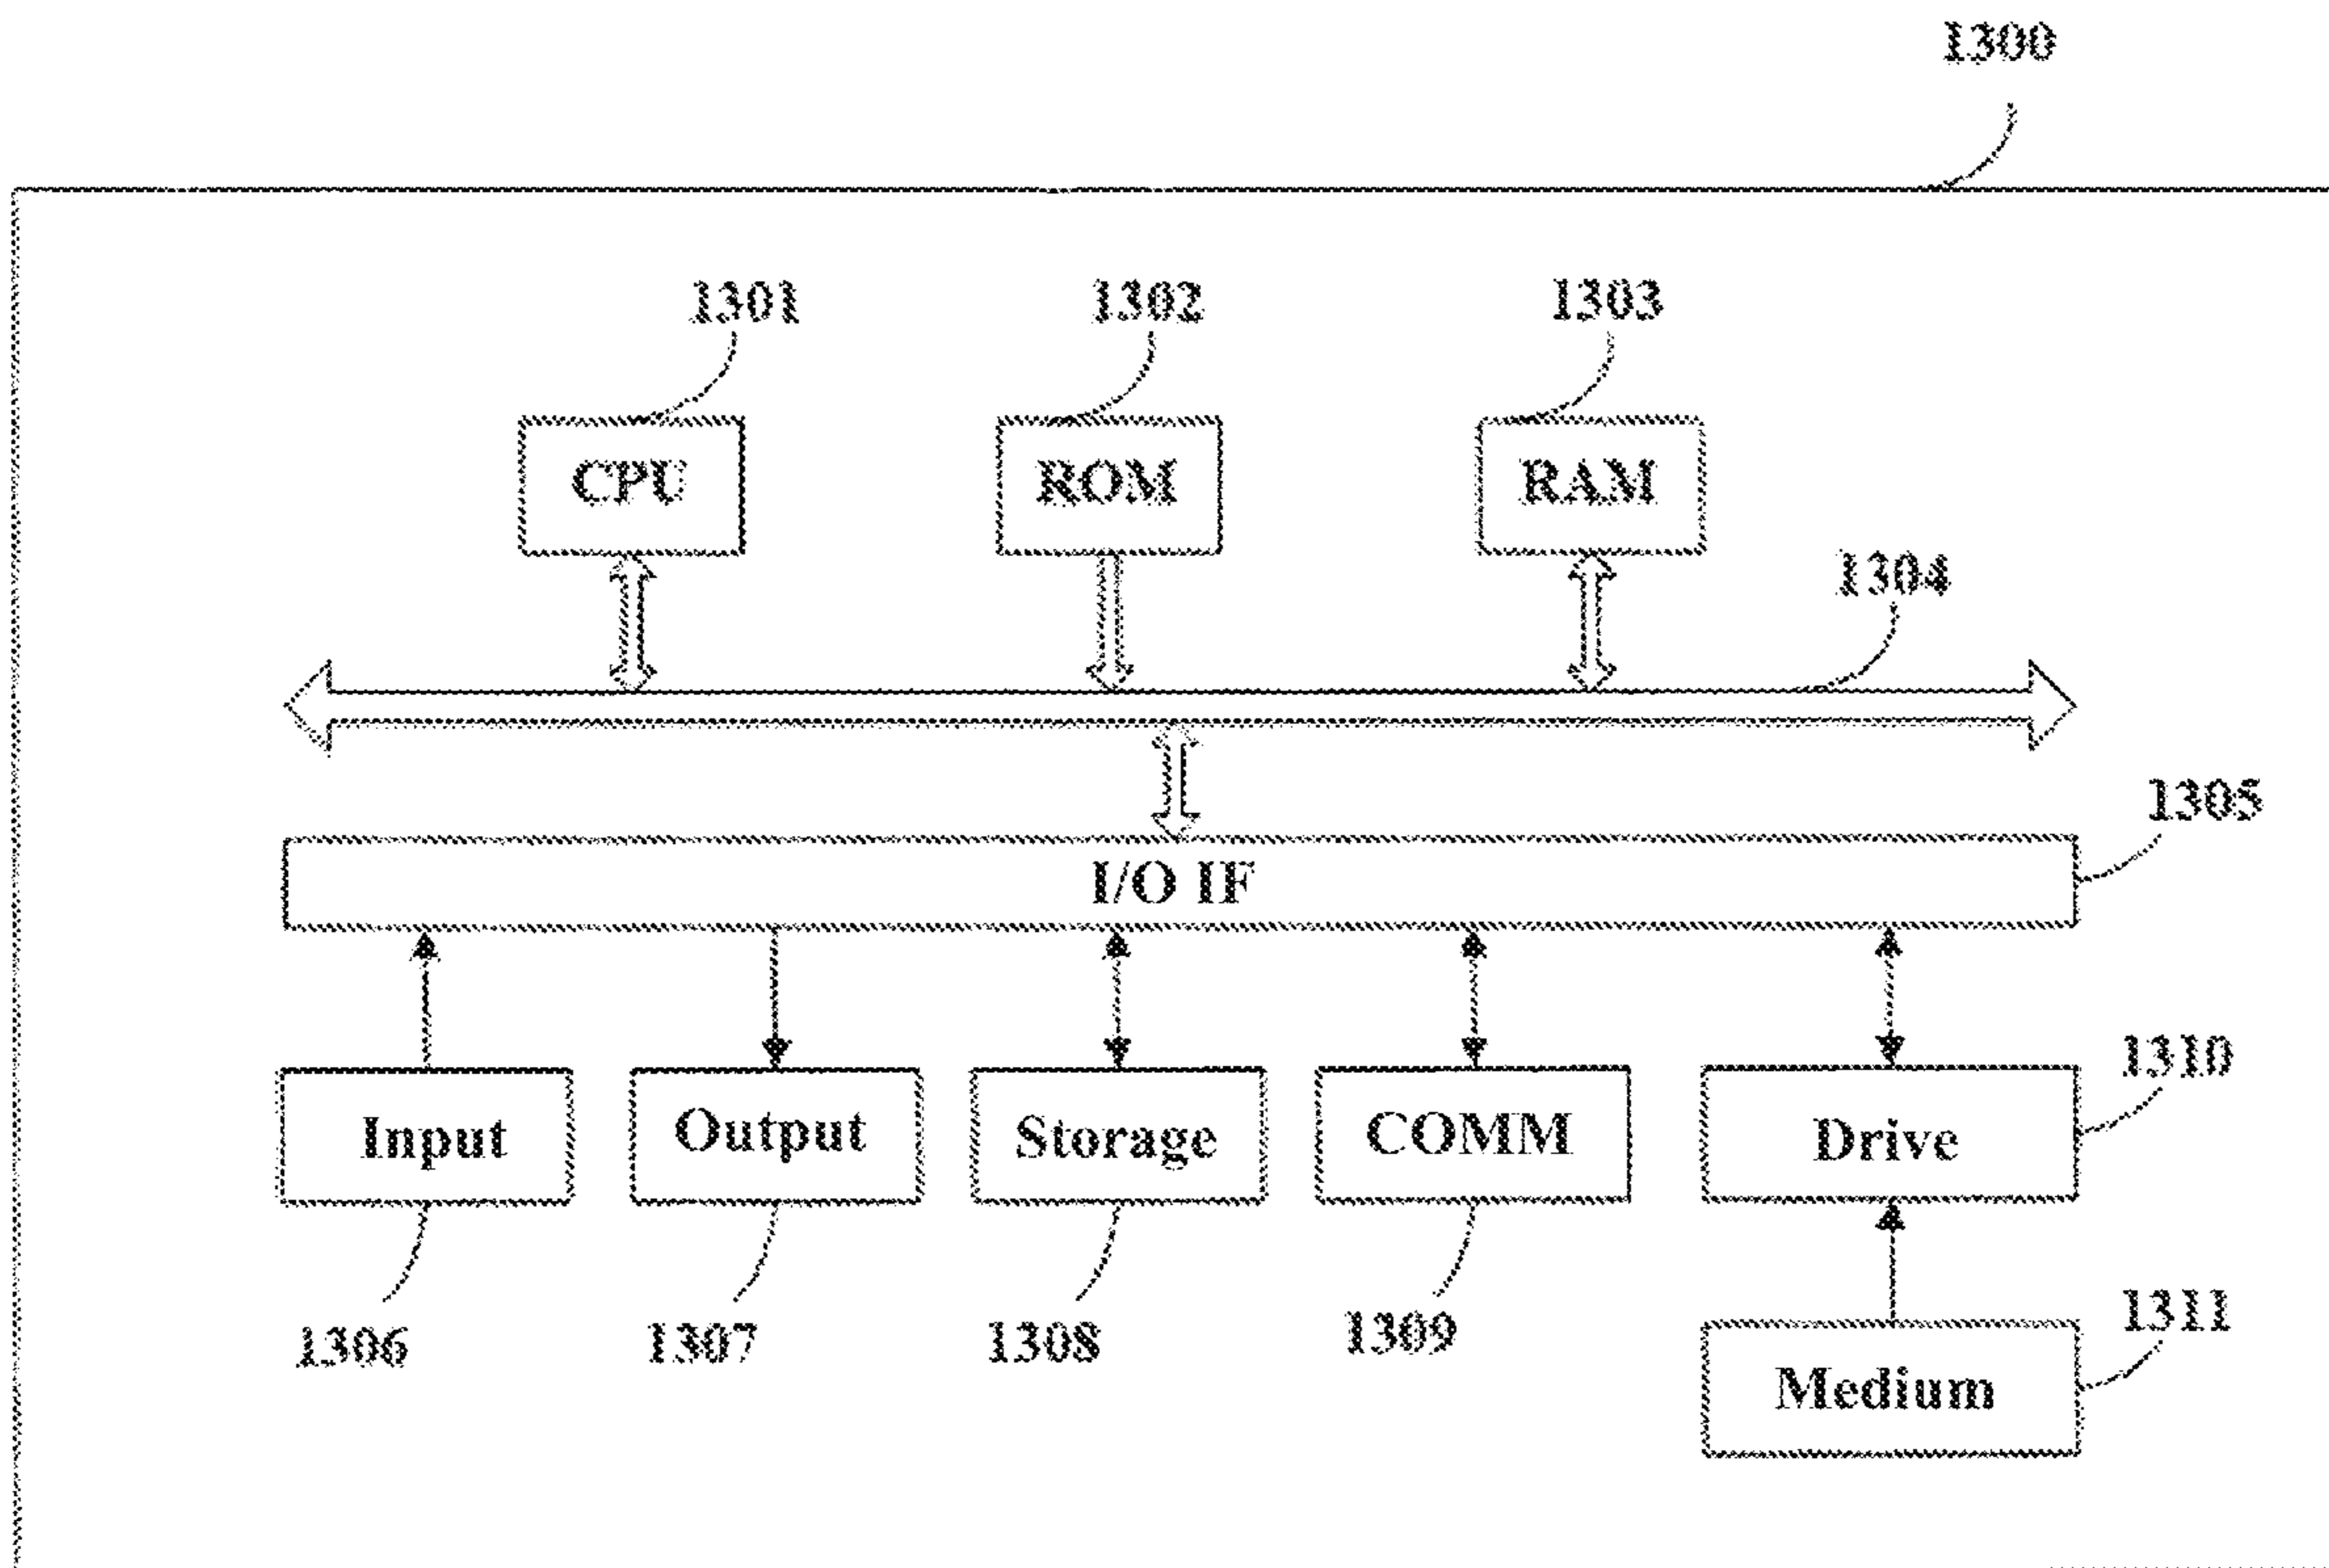 1300
1301 1302 1303
CPU ROM RAM
1304
1305
I/O IF
1310
Input Output Storage COMM Drive
1311
1306 1307 1308 1309
Medium